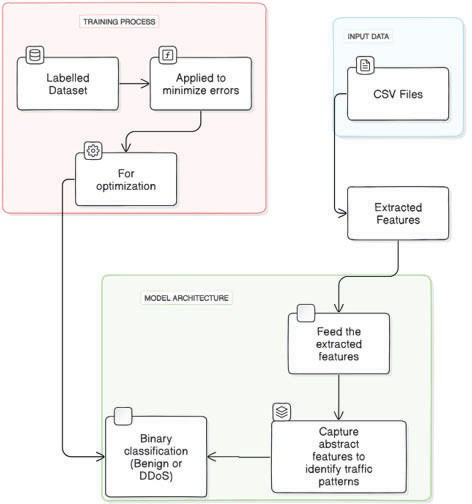 TRAINING PROCESS
Labelled
Dataset
Applied to
minimize errors
For
optimization
INPUT DATA
CSV Files
Extracted
Features
MODEL ARCHITECTURE
Feed the
extracted
features
Capture
abstract
features to
identify traffic
patterns
Binary
classification
(Benign or
DDoS)